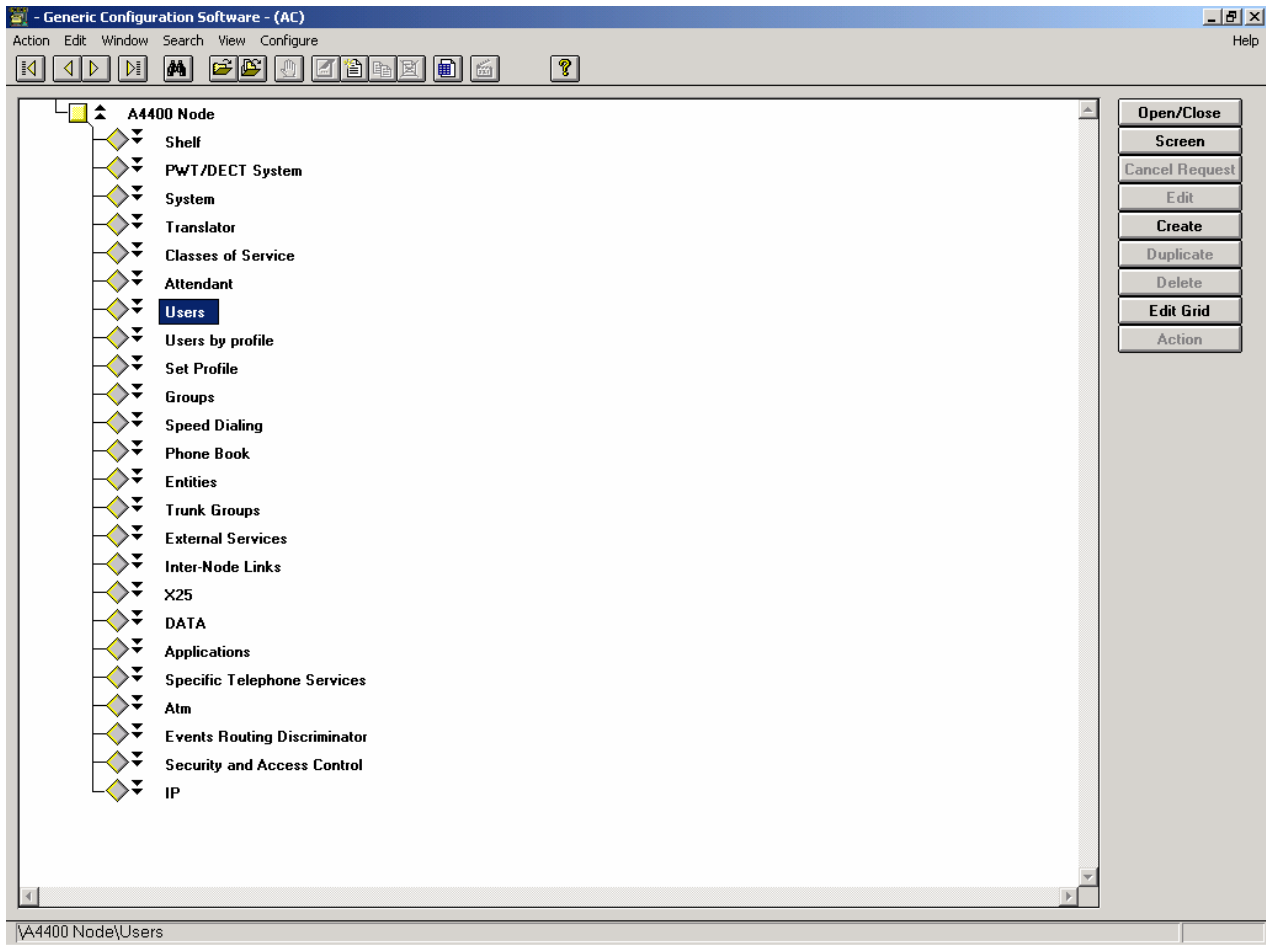 - Generic Configuration Software - (AC)
Action Edit Window Search View Configure Help
A4400 Node
Shelf
PWT/DECT System
System
Translator
Classes of Service
Attendant
Users
Users by profile
Set Profile
Groups
Speed Dialing
Phone Book
Entities
Trunk Groups
External Services
Inter-Node Links
X25
DATA
Applications
Specific Telephone Services
Atm
Events Routing Discriminator
Security and Access Control
IP
Open/Close
Screen
Cancel Request
Edit
Create
Duplicate
Delete
Edit Grid
Action
\A4400 Node\Users